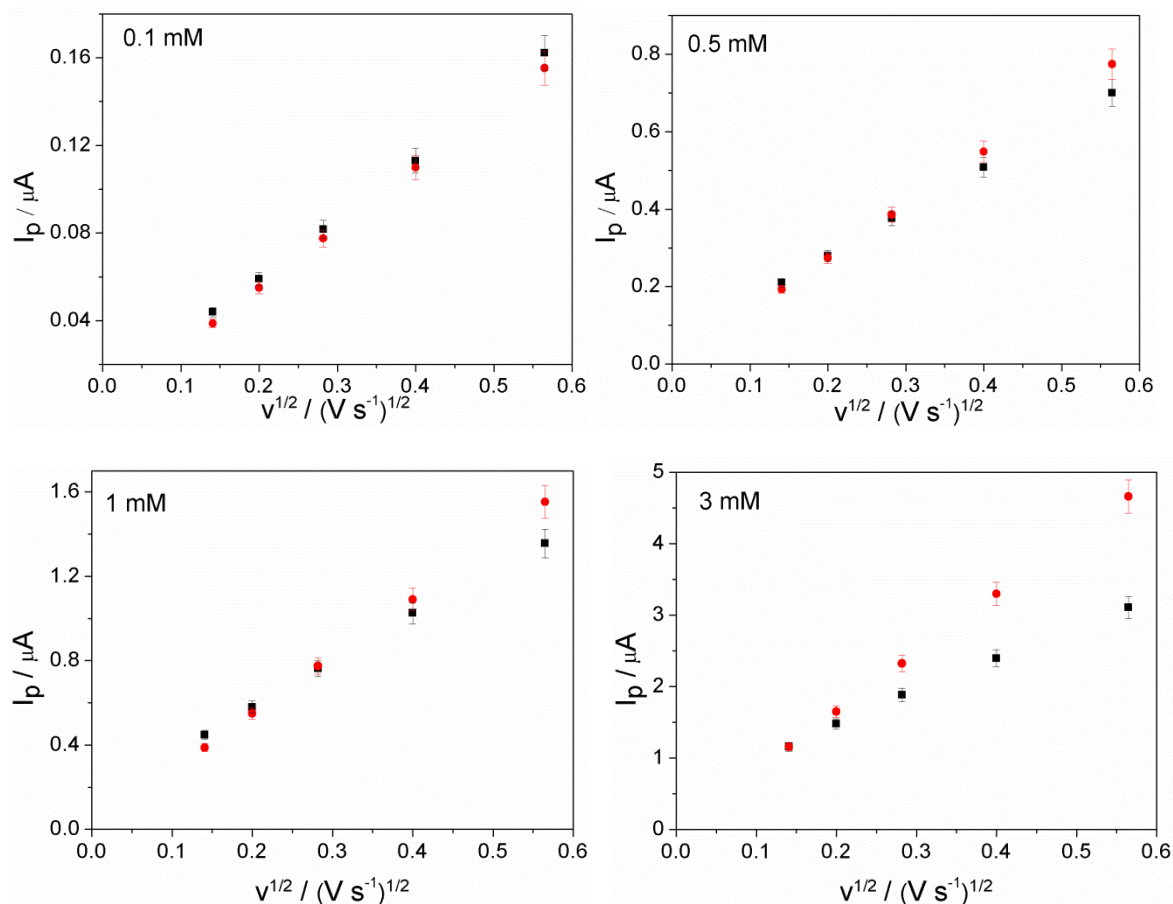 0.1 mM
0.16
0.12
0.08
0.04
I_p / μA
0.0 0.1 0.2 0.3 0.4 0.5 0.6
v^{1/2} / (V s^{-1})^{1/2}
0.5 mM
0.8
0.6
0.4
0.2
0.0
I_p / μA
0.0 0.1 0.2 0.3 0.4 0.5 0.6
v^{1/2} / (V s^{-1})^{1/2}
1 mM
1.6
1.2
0.8
0.4
0.0
I_p / μA
0.0 0.1 0.2 0.3 0.4 0.5 0.6
v^{1/2} / (V s^{-1})^{1/2}
3 mM
5
4
3
2
1
0
I_p / μA
0.0 0.1 0.2 0.3 0.4 0.5 0.6
v^{1/2} / (V s^{-1})^{1/2}